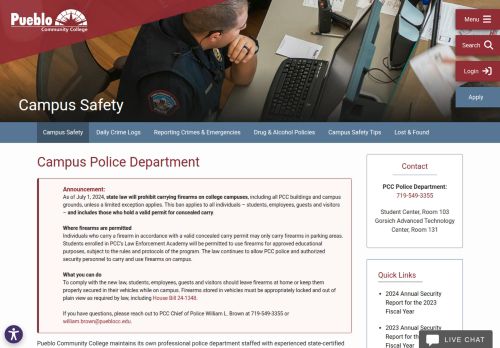 Pueblo
Community College
Menu
Search
Login
Apply
Campus Safety
Campus Safety
Daily Crime Logs
Reporting Crimes & Emergencies
Drug & Alcohol Policies
Campus Safety Tips
Lost & Found
Campus Police Department
Announcement:
As of July 1, 2024, state law will prohibit carrying firearms on college campuses, including all PCC buildings and campus
grounds, unless a limited exception applies. This ban applies to all individuals – students, employees, guests and visitors
– and includes those who hold a valid permit for concealed carry.
Where firearms are permitted
Individuals who carry a firearm in accordance with a valid concealed carry permit may only carry firearms in parking areas.
Students enrolled in PCC's Law Enforcement Academy will be permitted to use firearms for approved educational
purposes, subject to the rules and protocols of the program. The law continues to allow PCC police and authorized
security personnel to carry and use firearms on campus.
What you can do
To comply with the new law, students, employees, guests and visitors should leave firearms at home or keep them
properly secured in their vehicles while on campus. Firearms stored in vehicles must be appropriately locked and out of
plain view as required by law, including House Bill 24-1348.
If you have questions, please reach out to PCC Chief of Police William L. Brown at 719-549-3355 or
william.brown@pueblocc.edu.
Pueblo Community College maintains its own professional police department staffed with experienced state-certified
Contact
PCC Police Department:
719-549-3355
Student Center, Room 103
Gorsich Advanced Technology
Center, Room 131
Quick Links
2024 Annual Security
Report for the 2023
Fiscal Year
2023 Annual Security
Report for the 2022
LIVE CHAT